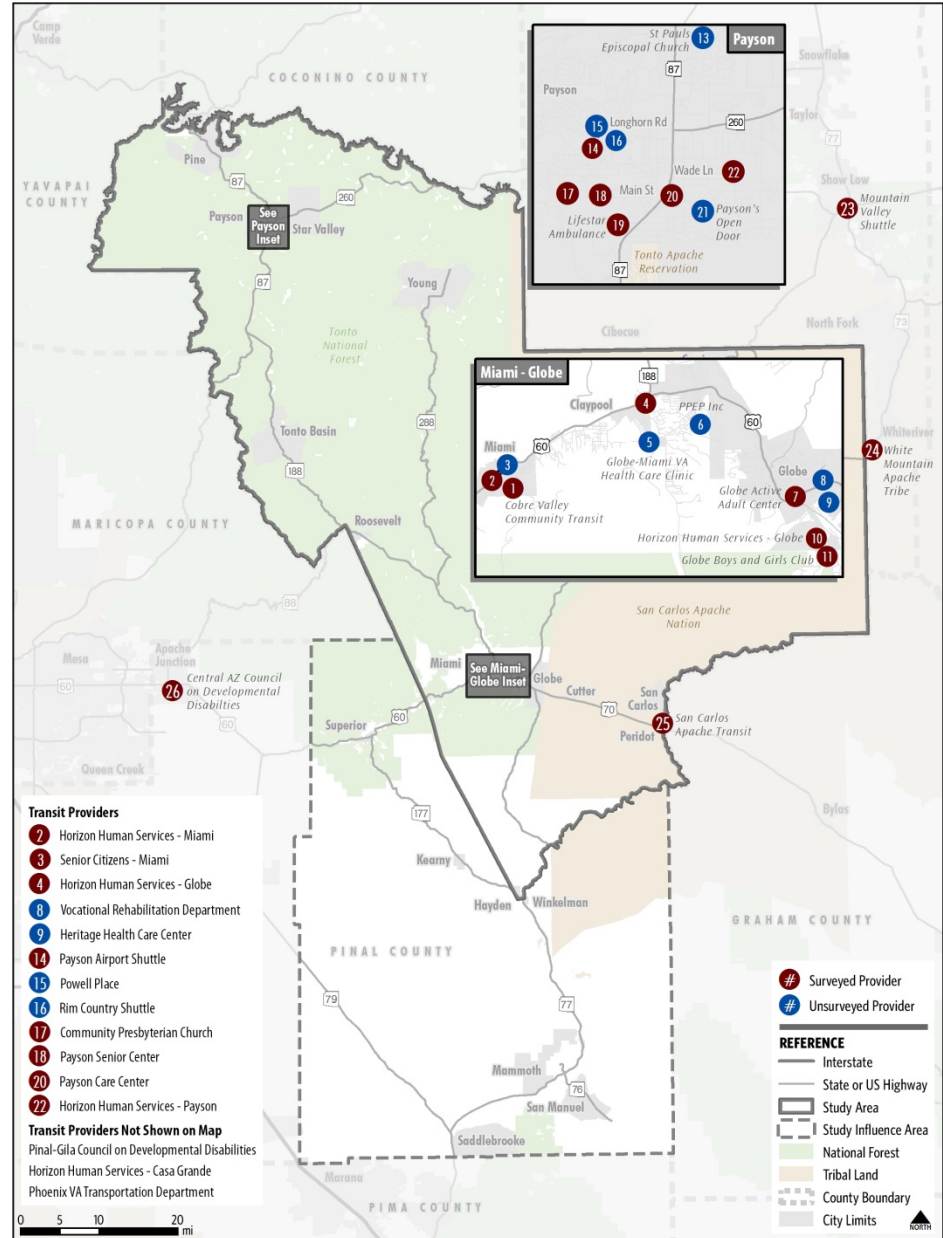 Camp
Verde
COCONINO COUNTY
St Pauls
Episcopal Church
13
Payson
Snowflake
87
Payson
Taylor
77
15
Longhorn Rd
16
260
14
Pine
YAVAPAI
COUNTY
87
260
Wade Ln
22
Show Low
17
18
Main St
20
23
Mountain
Valley
Shuttle
Payson
See
Payson
Inset
Star Valley
21
Payson's
Open
Door
Lifestar
Ambulance
19
Tonto Apache
Reservation
87
87
Young
Tonto
National
Forest
Cibecue
North Fork
73
Miami - Globe
188
Claypool
4
PPEP Inc
6
60
60
5
Miami
3
Globe-Miami VA
Health Care Clinic
2
1
Cobre Valley
Community Transit
Globe
8
7
9
Globe Active
Adult Center
Horizon Human Services - Globe
10
Globe Boys and Girls Club
11
Whiteriver
24
White
Mountain
Apache
Tribe
288
Tonto Basin
188
MARICOPA COUNTY
Roosevelt
88
San Carlos Apache
Nation
Apache
Junction
Mesa
60
26
Central AZ Council
on Developmental
Disabilties
Miami
See Miami-
Globe Inset
Globe
Cutter
70
San
Carlos
25
San Carlos
Apache Transit
Peridot
Superior
60
Queen Creek
177
Bylas
Kearny
Hayden
Winkelman
GRAHAM COUNTY
PINAL COUNTY
79
77
Mammoth
76
San Manuel
Saddlebrooke
Marana
PIMA COUNTY
Transit Providers
2 Horizon Human Services - Miami
3 Senior Citizens - Miami
4 Horizon Human Services - Globe
8 Vocational Rehabilitation Department
9 Heritage Health Care Center
14 Payson Airport Shuttle
15 Powell Place
16 Rim Country Shuttle
17 Community Presbyterian Church
18 Payson Senior Center
20 Payson Care Center
22 Horizon Human Services - Payson
Transit Providers Not Shown on Map
Pinal-Gila Council on Developmental Disabilities
Horizon Human Services - Casa Grande
Phoenix VA Transportation Department
0 5 10 20
mi
# Surveyed Provider
# Unsurveyed Provider
REFERENCE
Interstate
State or US Highway
Study Area
Study Influence Area
National Forest
Tribal Land
County Boundary
City Limits
NORTH